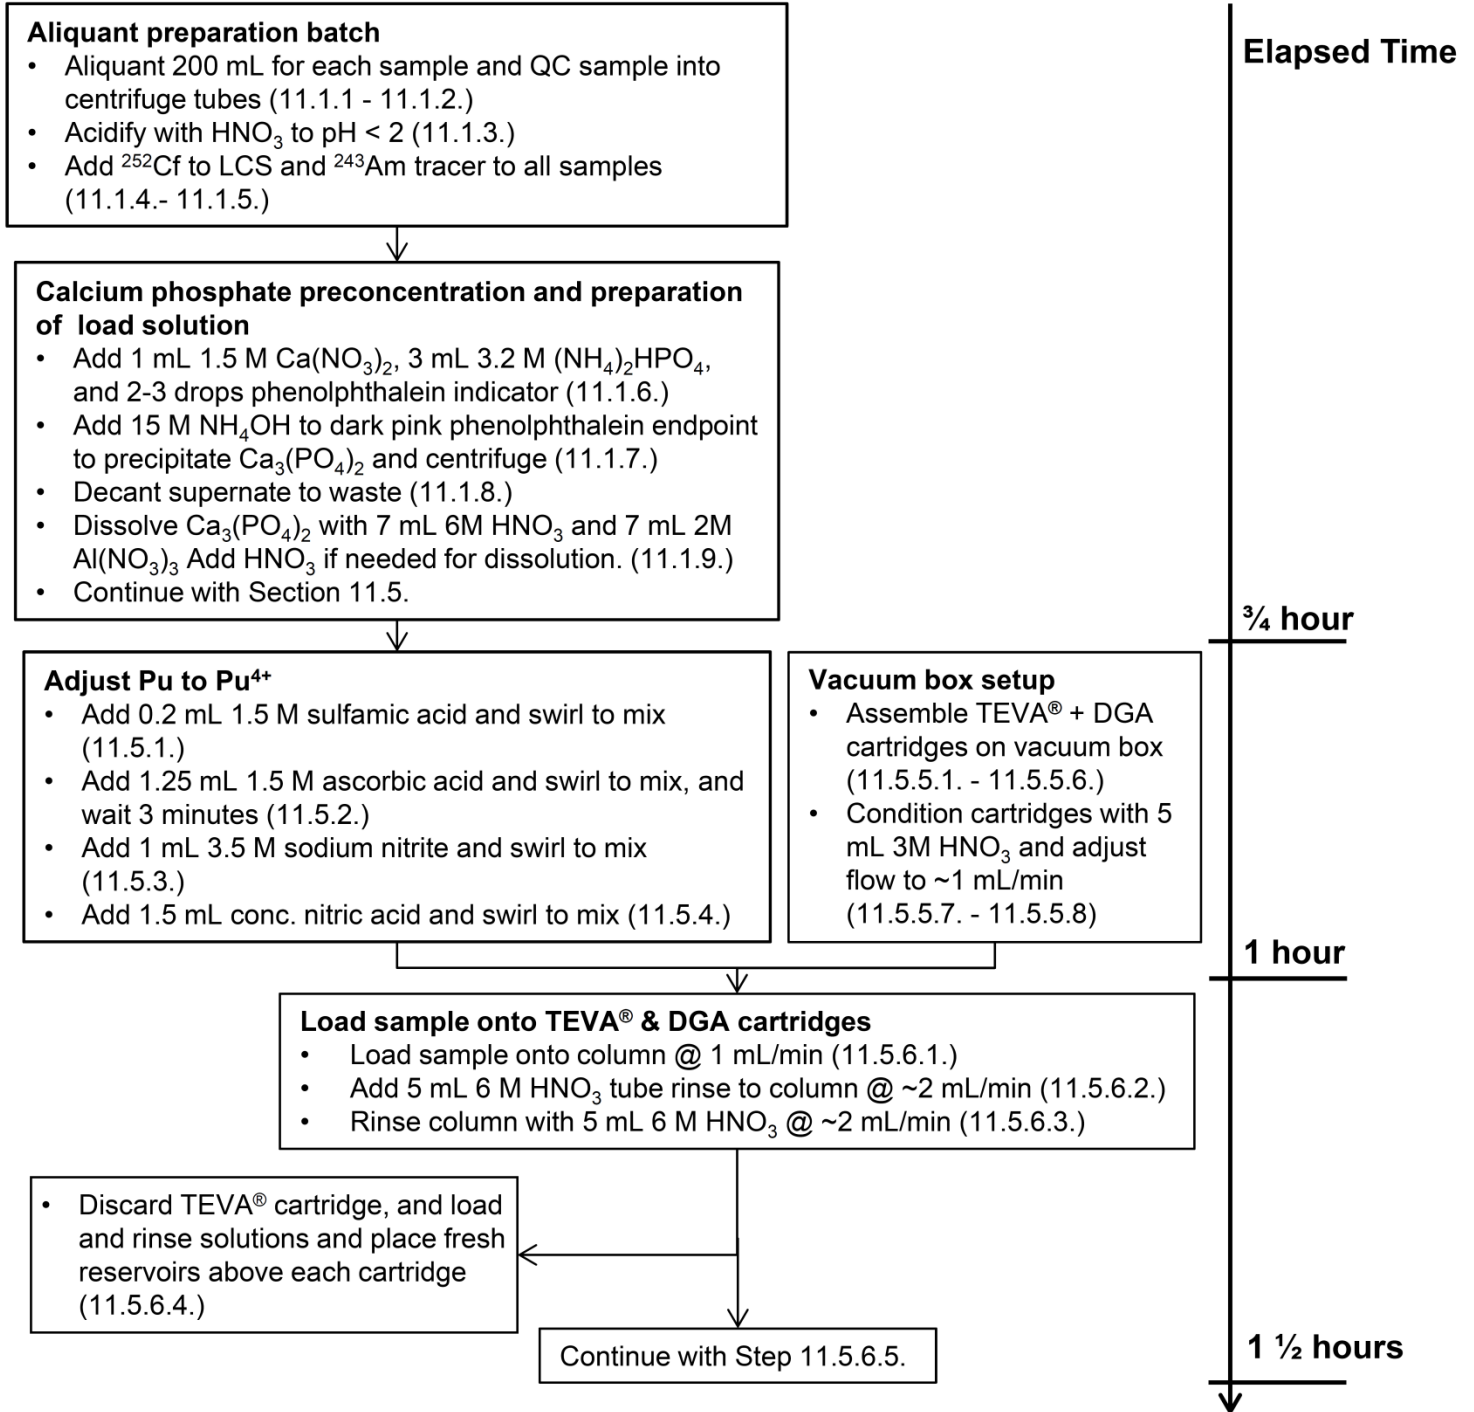 Aliquant preparation batch
• Aliquant 200 mL for each sample and QC sample into
centrifuge tubes (11.1.1 - 11.1.2.)
• Acidify with HNO₃ to pH < 2 (11.1.3.)
• Add ²⁵²Cf to LCS and ²⁴³Am tracer to all samples
(11.1.4.- 11.1.5.)
Elapsed Time
Calcium phosphate preconcentration and preparation
of load solution
• Add 1 mL 1.5 M Ca(NO₃)₂, 3 mL 3.2 M (NH₄)₂HPO₄,
and 2-3 drops phenolphthalein indicator (11.1.6.)
• Add 15 M NH₄OH to dark pink phenolphthalein endpoint
to precipitate Ca₃(PO₄)₂ and centrifuge (11.1.7.)
• Decant supernate to waste (11.1.8.)
• Dissolve Ca₃(PO₄)₂ with 7 mL 6M HNO₃ and 7 mL 2M
Al(NO₃)₃ Add HNO₃ if needed for dissolution. (11.1.9.)
• Continue with Section 11.5.
¾ hour
Adjust Pu to Pu⁴⁺
• Add 0.2 mL 1.5 M sulfamic acid and swirl to mix
(11.5.1.)
• Add 1.25 mL 1.5 M ascorbic acid and swirl to mix, and
wait 3 minutes (11.5.2.)
• Add 1 mL 3.5 M sodium nitrite and swirl to mix
(11.5.3.)
• Add 1.5 mL conc. nitric acid and swirl to mix (11.5.4.)
Vacuum box setup
• Assemble TEVA® + DGA
cartridges on vacuum box
(11.5.5.1. - 11.5.5.6.)
• Condition cartridges with 5
mL 3M HNO₃ and adjust
flow to ~1 mL/min
(11.5.5.7. - 11.5.5.8)
1 hour
Load sample onto TEVA® & DGA cartridges
• Load sample onto column @ 1 mL/min (11.5.6.1.)
• Add 5 mL 6 M HNO₃ tube rinse to column @ ~2 mL/min (11.5.6.2.)
• Rinse column with 5 mL 6 M HNO₃ @ ~2 mL/min (11.5.6.3.)
• Discard TEVA® cartridge, and load
and rinse solutions and place fresh
reservoirs above each cartridge
(11.5.6.4.)
Continue with Step 11.5.6.5.
1 ½ hours